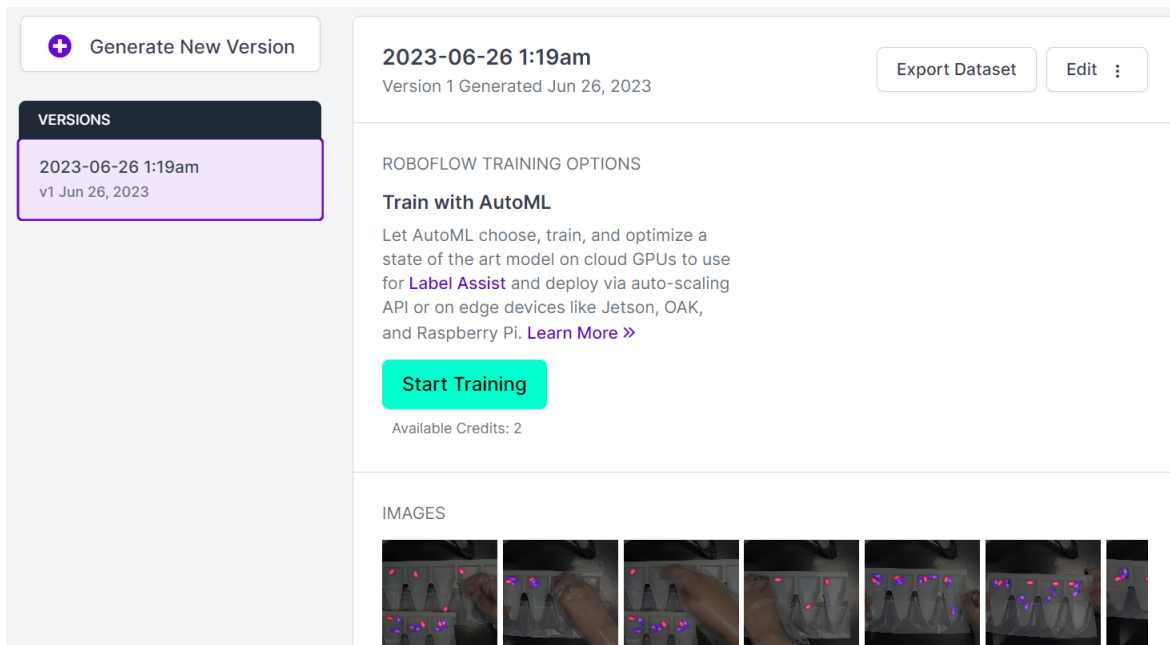 Generate New Version
VERSIONS
2023-06-26 1:19am
v1 Jun 26, 2023
2023-06-26 1:19am
Version 1 Generated Jun 26, 2023
Export Dataset
Edit
ROBOFLOW TRAINING OPTIONS
Train with AutoML
Let AutoML choose, train, and optimize a
state of the art model on cloud GPUs to use
for Label Assist and deploy via auto-scaling
API or on edge devices like Jetson, OAK,
and Raspberry Pi. Learn More »
Start Training
Available Credits: 2
IMAGES